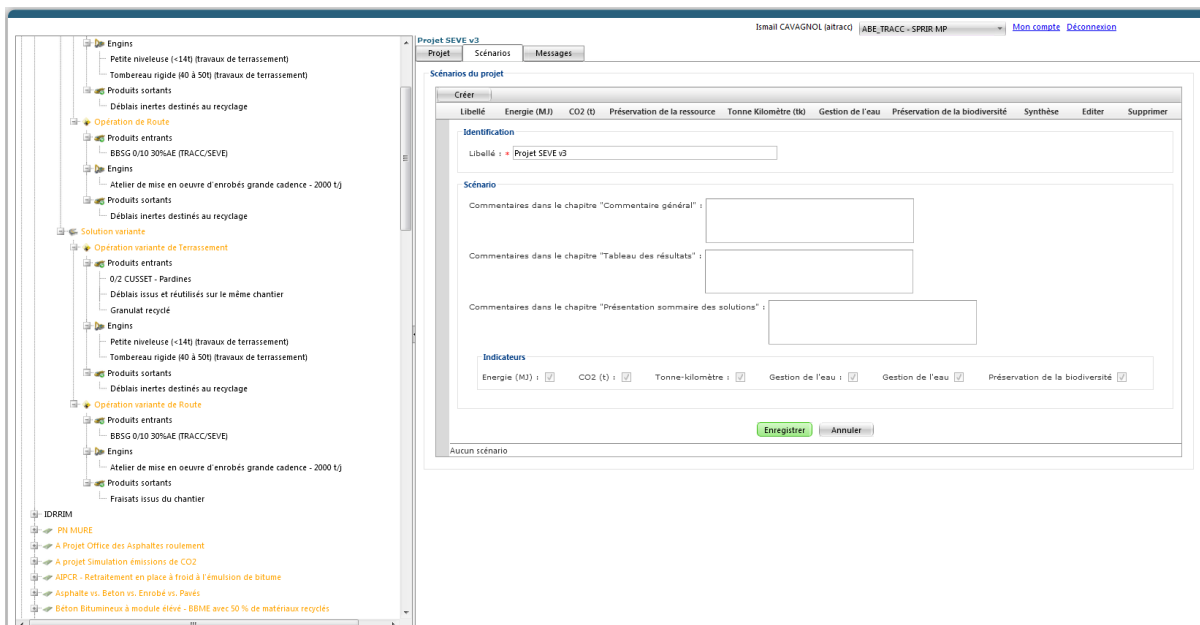 Ismail CAVAGNOL (aitracc) ABE_TRACC - SPRIR MP Mon compte Déconnexion
Engins
Petite niveleuse (<14t) (travaux de terrassement)
Tombereau rigide (40 à 50t) (travaux de terrassement)
Produits sortants
Déblais inertes destinés au recyclage
Opération de Route
Produits entrants
BBSG 0/10 30%AE (TRACC/SEVE)
Engins
Atelier de mise en oeuvre d'enrobés grande cadence - 2000 t/j
Produits sortants
Déblais inertes destinés au recyclage
Solution variante
Opération variante de Terrassement
Produits entrants
0/2 CUSSET - Pardines
Déblais issus et réutilisés sur le même chantier
Granulat recyclé
Engins
Petite niveleuse (<14t) (travaux de terrassement)
Tombereau rigide (40 à 50t) (travaux de terrassement)
Produits sortants
Déblais inertes destinés au recyclage
Opération variante de Route
Produits entrants
BBSG 0/10 30%AE (TRACC/SEVE)
Engins
Atelier de mise en oeuvre d'enrobés grande cadence - 2000 t/j
Produits sortants
Fraisats issus du chantier
IDRRIM
PN MURE
A Projet Office des Asphaltes roulement
A projet Simulation émissions de CO2
AIPCR - Retraitement en place à froid à l'émulsion de bitume
Asphalte vs. Beton vs. Enrobé vs. Pavés
Béton Bitumineux à module élevé - BBME avec 50 % de matériaux recyclés
Projet SEVE v3
Projet Scénarios Messages
Scénarios du projet
Créer
Libellé Energie (MJ) CO2 (t) Préservation de la ressource Tonne Kilomètre (tk) Gestion de l'eau Préservation de la biodiversité Synthèse Editer Supprimer
Identification
Libellé : * Projet SEVE v3
Scénario
Commentaires dans le chapitre "Commentaire général" :
Commentaires dans le chapitre "Tableau des résultats" :
Commentaires dans le chapitre "Présentation sommaire des solutions" :
Indicateurs
Energie (MJ) : CO2 (t) : Tonne-kilomètre : Gestion de l'eau : Gestion de l'eau Préservation de la biodiversité
Enregistrer Annuler
Aucun scénario